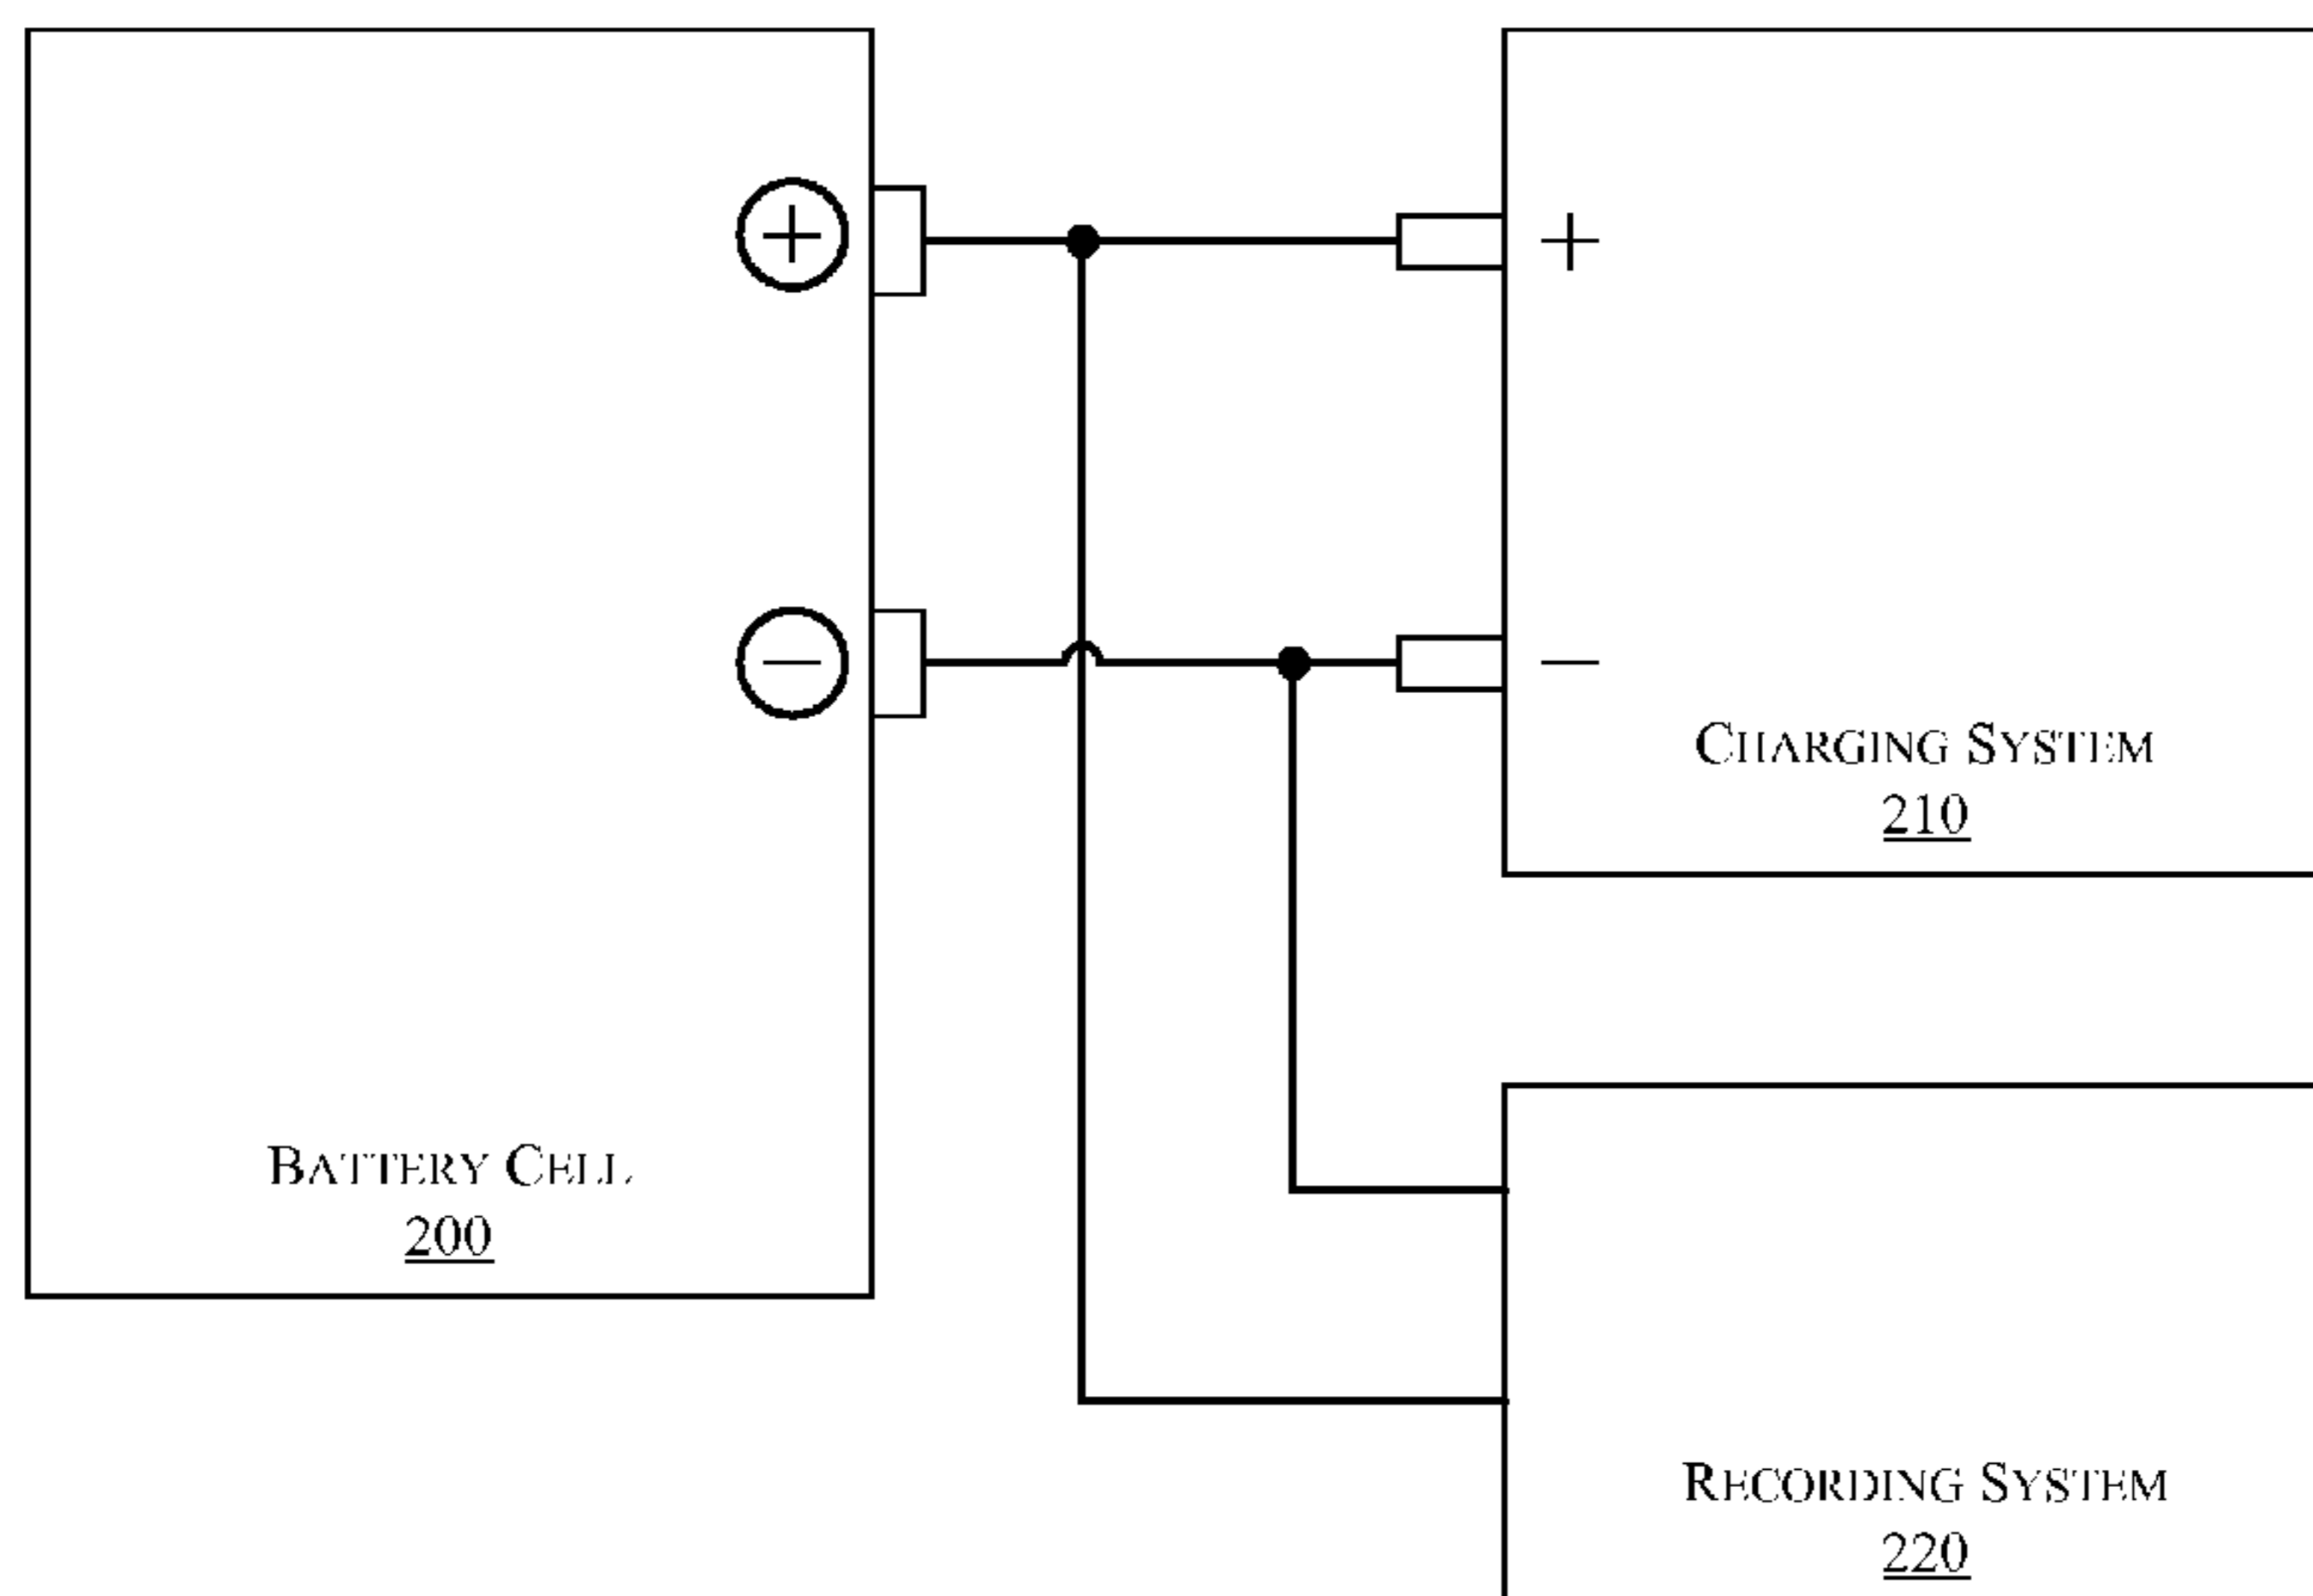 +
+
−
−
CHARGING SYSTEM
210
BATTERY CELL
200
RECORDING SYSTEM
220